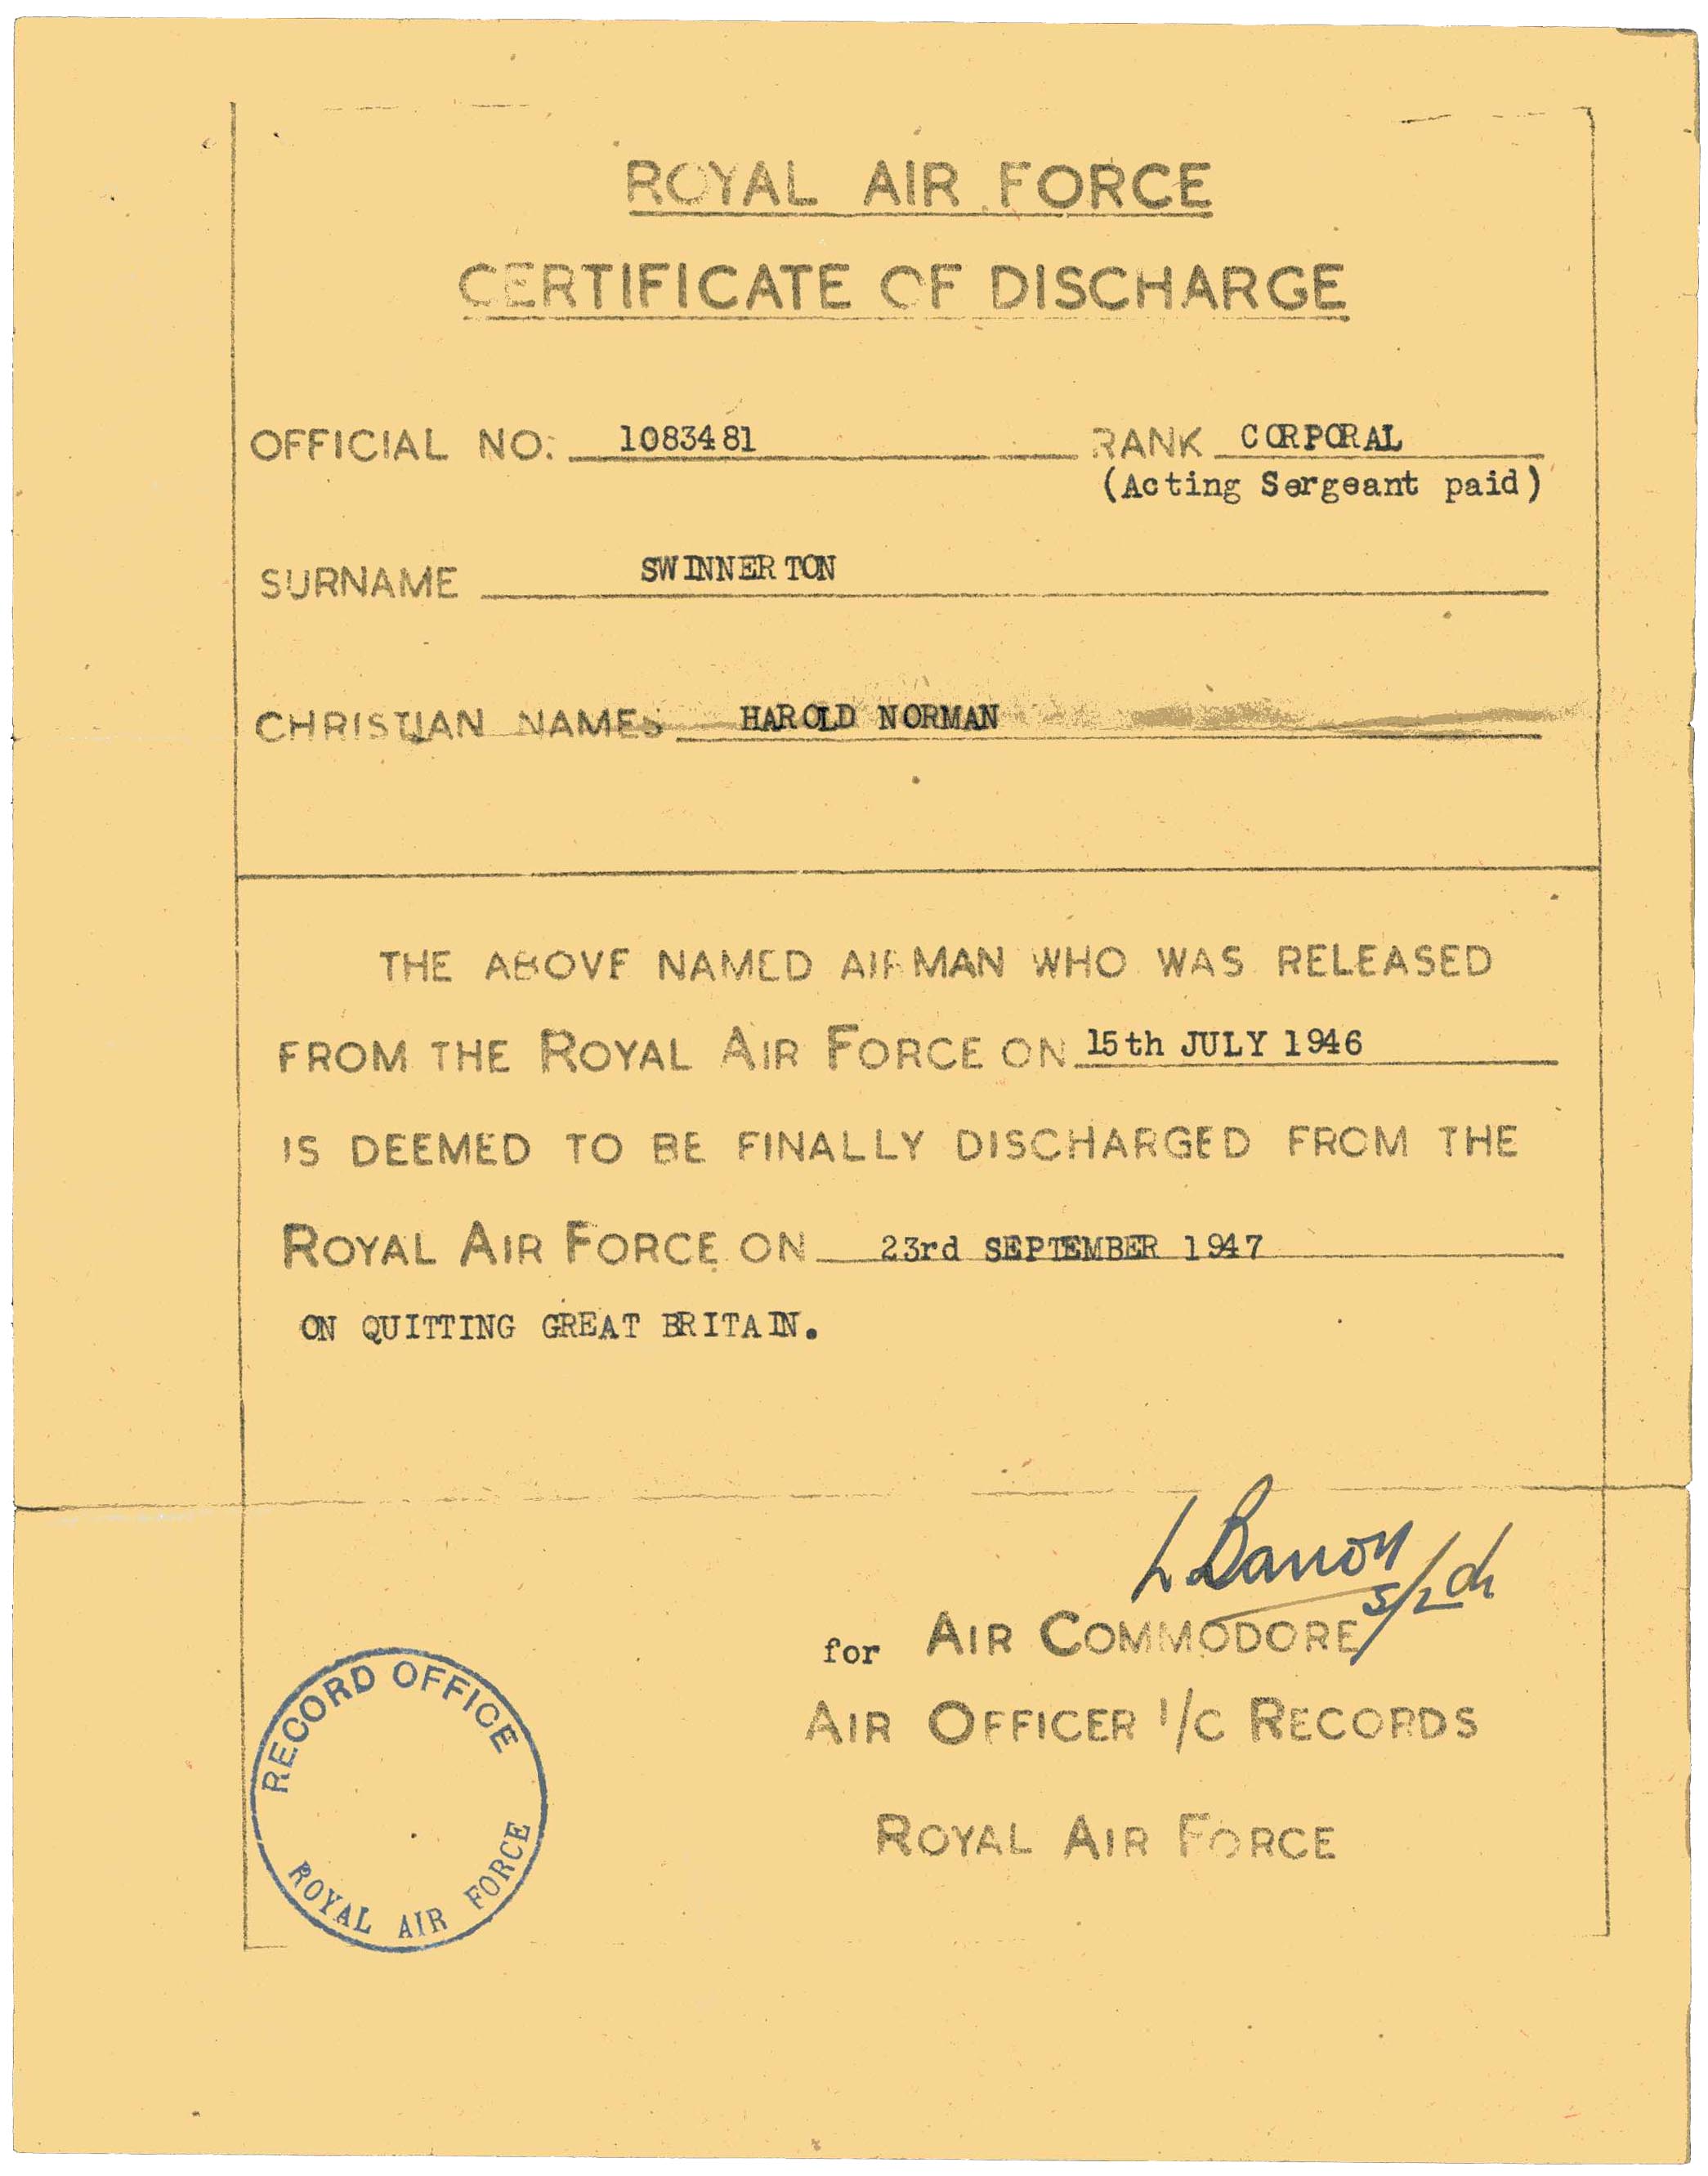 ROYAL AIR FORCE
CERTIFICATE OF DISCHARGE
OFFICIAL NO: 1083481 RANK CORPORAL
(Acting Sergeant paid)
SURNAME SWINNERTON
CHRISTIAN NAMES HAROLD NORMAN
THE ABOVE NAMED AIRMAN WHO WAS RELEASED
FROM THE ROYAL AIR FORCE ON 15th JULY 1946
IS DEEMED TO BE FINALLY DISCHARGED FROM THE
ROYAL AIR FORCE ON 23rd SEPTEMBER 1947
ON QUITTING GREAT BRITAIN.
for AIR COMMODORE
AIR OFFICER I/C RECORDS
ROYAL AIR FORCE
RECORD OFFICE
ROYAL AIR FORCE